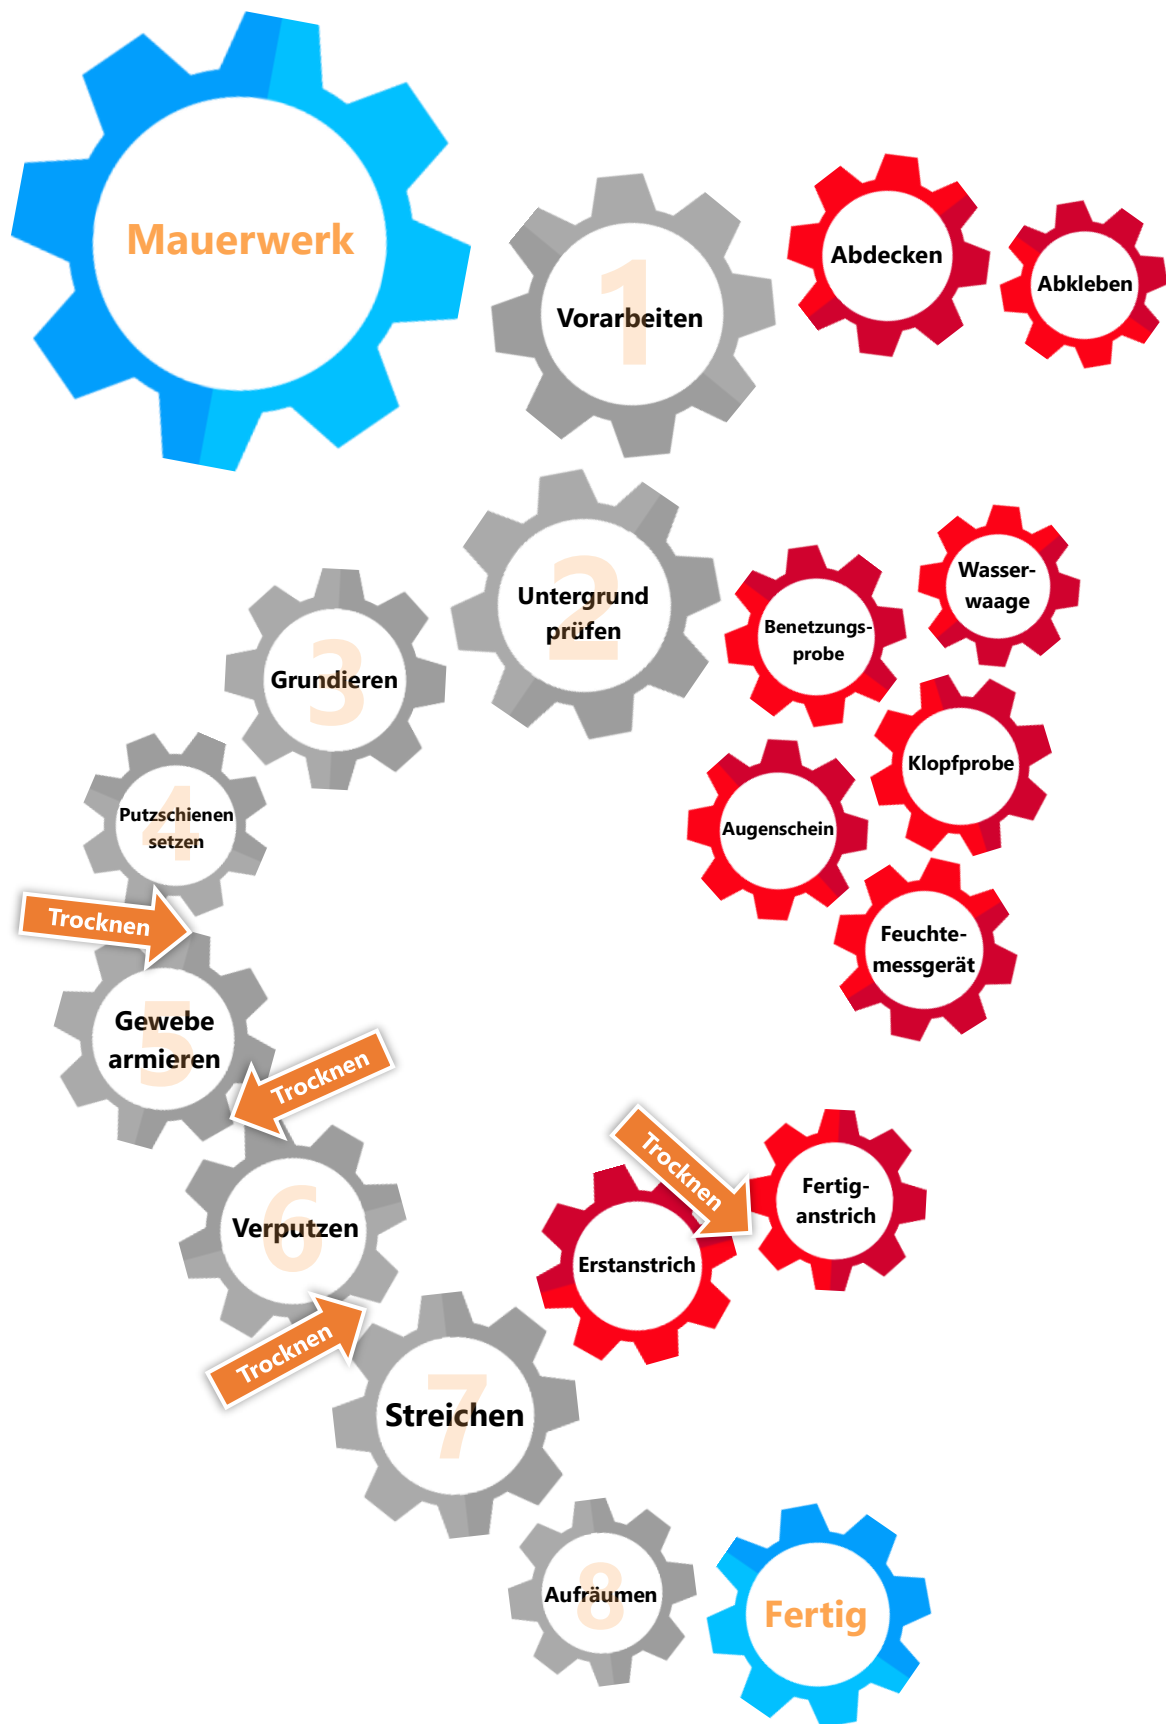 Mauerwerk
1
Vorarbeiten
Abdecken
Abkleben
2
Untergrund
prüfen
Wasser-
waage
Benetzungs-
probe
Klopfprobe
Augenschein
Feuchte-
messgerät
3
Grundieren
4
Putzschienen
setzen
Trocknen
5
Gewebe
armieren
Trocknen
6
Verputzen
Trocknen
7
Streichen
Erstanstrich
Trocknen
Fertig-
anstrich
8
Aufräumen
Fertig